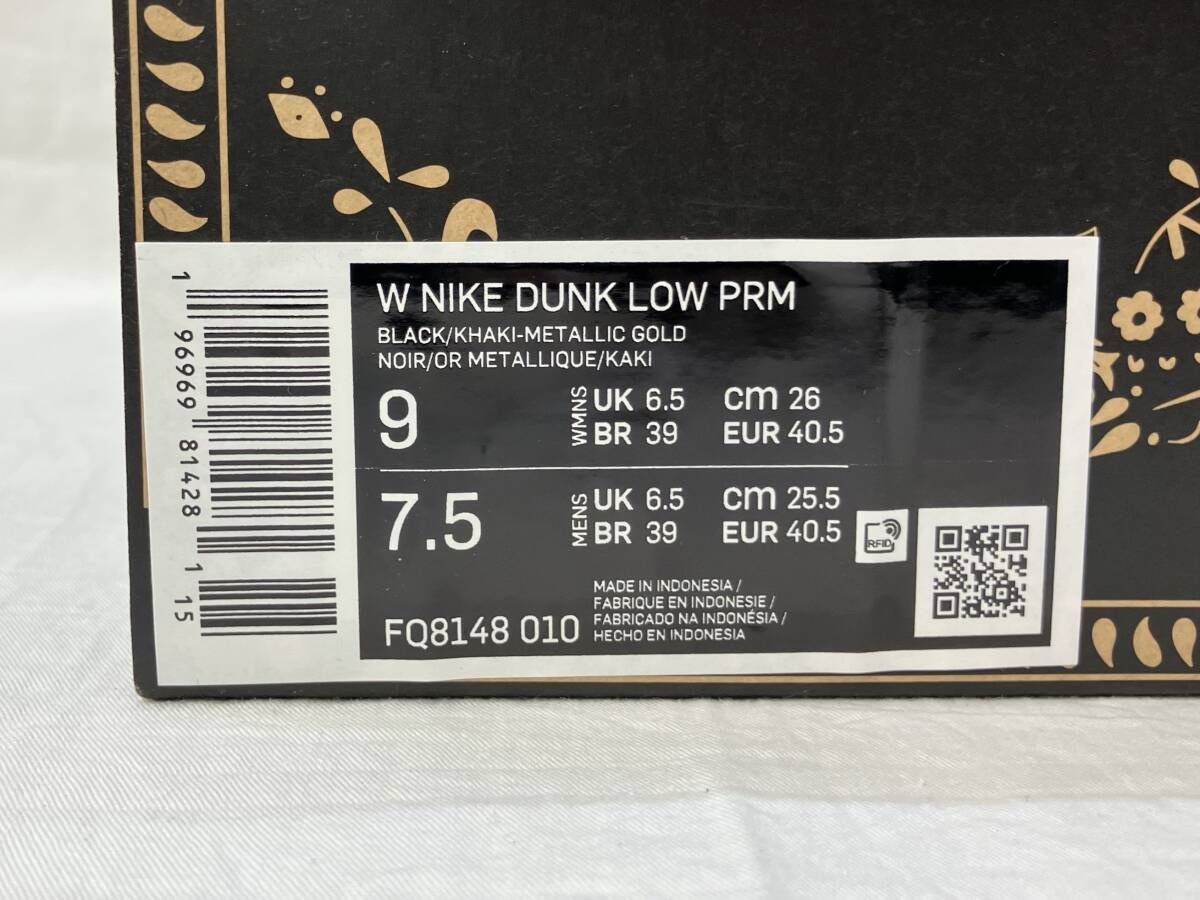 W NIKE DUNK LOW PRM
BLACK/KHAKI-METALLIC GOLD
NOIR/OR METALLIQUE/KAKI
9 WMNS UK 6.5 cm 26
BR 39 EUR 40.5
7.5 MENS UK 6.5 cm 25.5
BR 39 EUR 40.5
RFID
FQ8148 010
MADE IN INDONESIA /
FABRIQUE EN INDONESIE /
FABRICADO NA INDONÉSIA /
HECHO EN INDONESIA
1 96969 81428 1 15